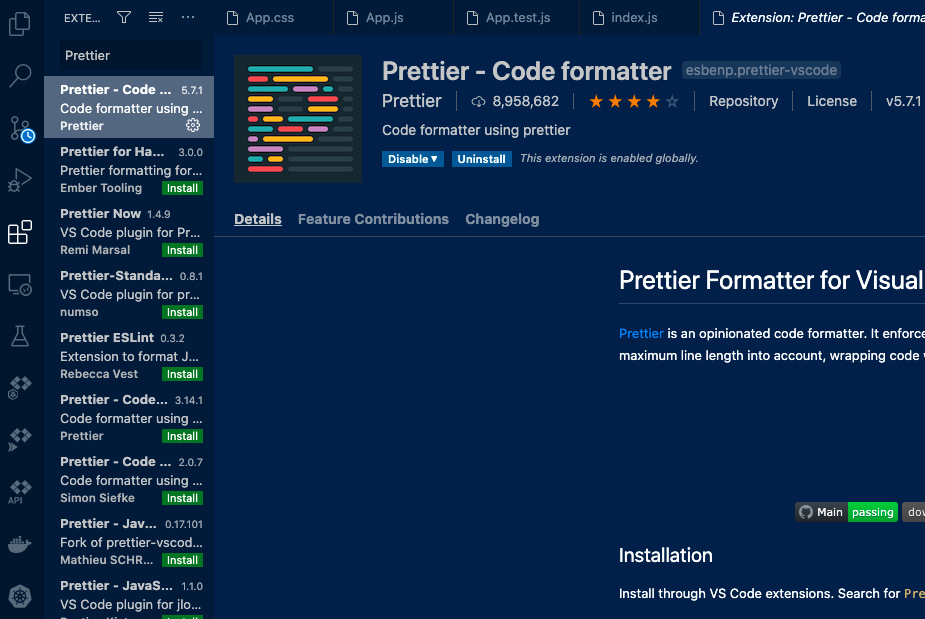 EXTE...
App.css
App.js
App.test.js
index.js
Extension: Prettier - Code forma
Prettier
Prettier - Code ... 5.7.1
Code formatter using ...
Prettier
Prettier for Ha... 3.0.0
Prettier formatting for...
Ember Tooling Install
Prettier Now 1.4.9
VS Code plugin for Pr...
Remi Marsal Install
Prettier-Standa... 0.8.1
VS Code plugin for pr...
numso Install
Prettier ESLint 0.3.2
Extension to format J...
Rebecca Vest Install
Prettier - Code... 3.14.1
Code formatter using ...
Prettier Install
Prettier - Code ... 2.0.7
Code formatter using ...
Simon Siefke Install
Prettier - Jav... 0.17.101
Fork of prettier-vscod...
Mathieu SCHR... Install
Prettier - JavaS... 1.1.0
VS Code plugin for jlo...
Install
API
Prettier - Code formatter esbenp.prettier-vscode
Prettier 8,958,682 ★★★★☆ Repository License v5.7.1
Code formatter using prettier
Disable▼ Uninstall This extension is enabled globally.
Details Feature Contributions Changelog
Prettier Formatter for Visual
Prettier is an opinionated code formatter. It enforce
maximum line length into account, wrapping code
Main passing dov
Installation
Install through VS Code extensions. Search for Pre